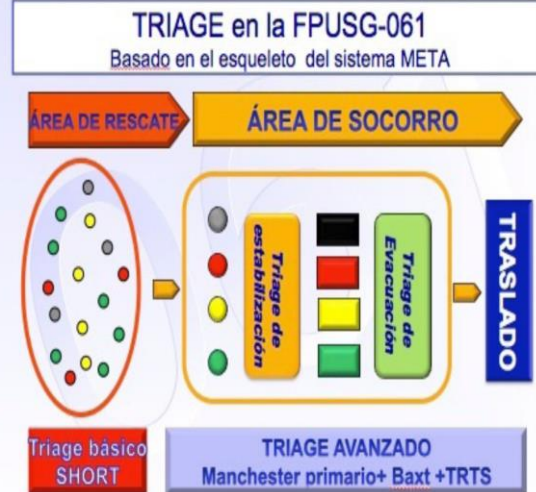 TRIAGE en la FPUSG-061
Basado en el esqueleto del sistema META
ÁREA DE RESCATE
ÁREA DE SOCORRO
Triage de
estabilización
Triage de
Evacuación
TRASLADO
Triage básico
SHORT
TRIAGE AVANZADO
Manchester primario+ Baxt +TRTS